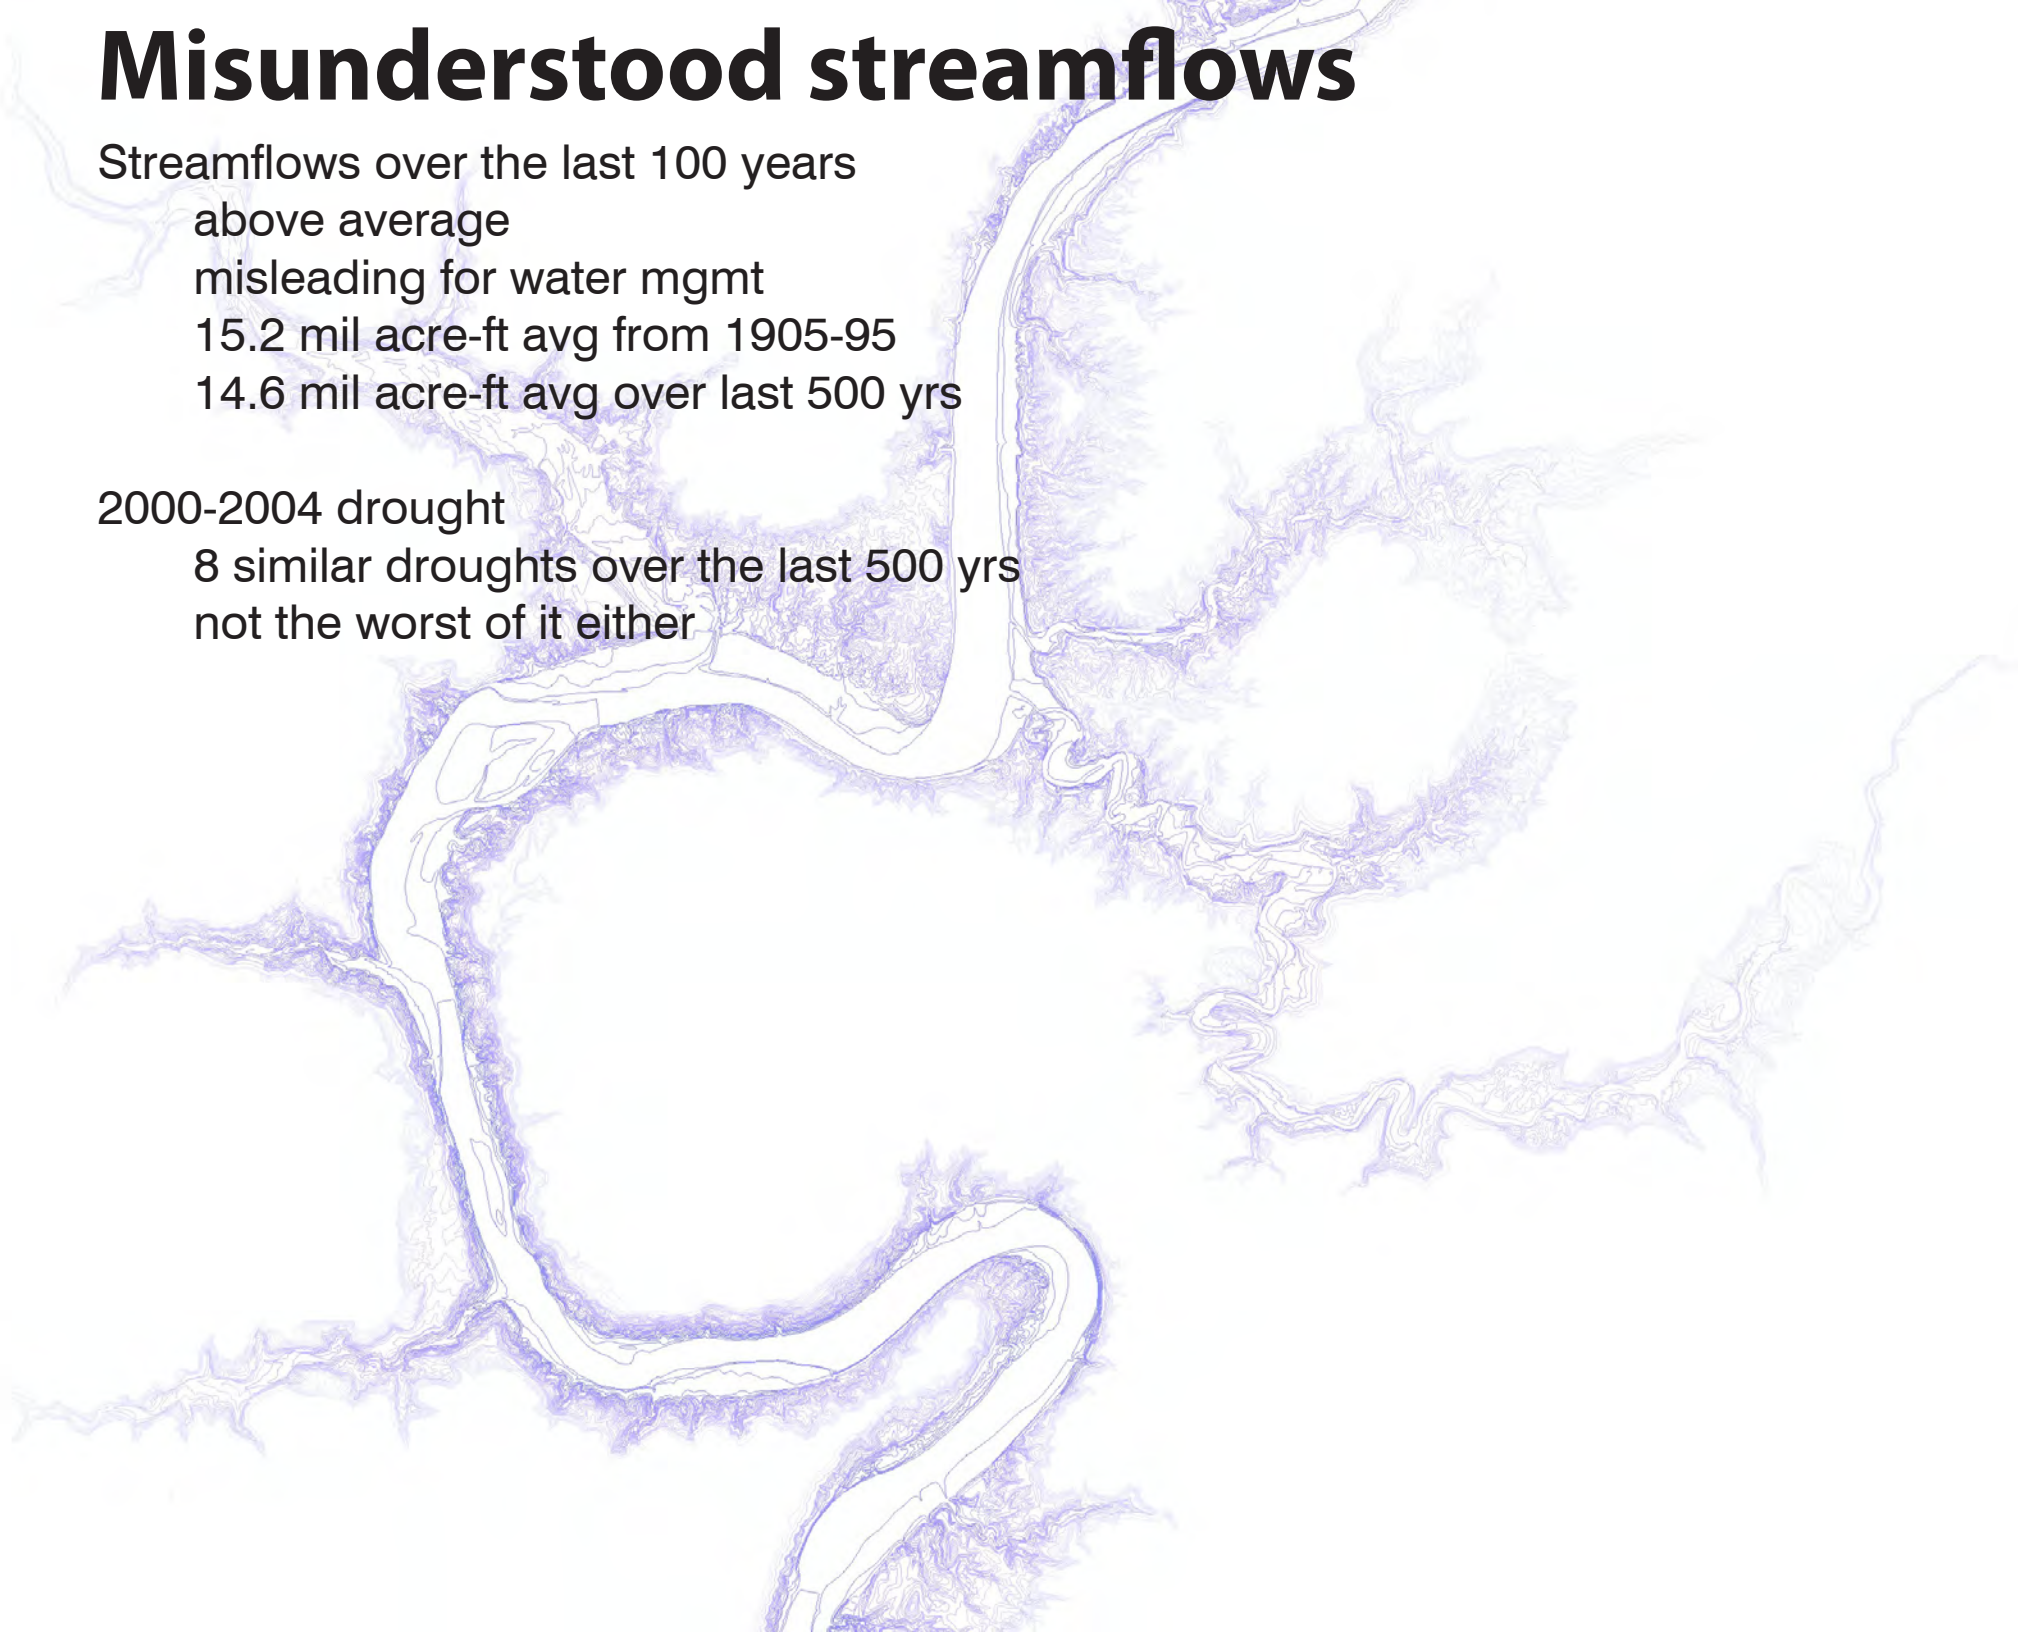 Misunderstood streamflows
Streamflows over the last 100 years
above average
misleading for water mgmt
15.2 mil acre-ft avg from 1905-95
14.6 mil acre-ft avg over last 500 yrs
2000-2004 drought
8 similar droughts over the last 500 yrs
not the worst of it either